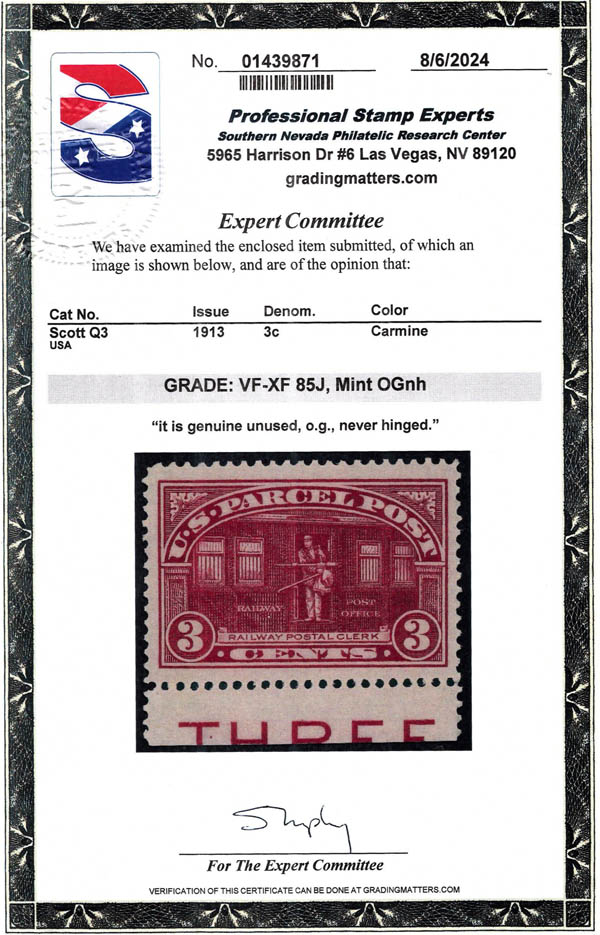 No. 01439871 8/6/2024
Professional Stamp Experts
Southern Nevada Philatelic Research Center
5965 Harrison Dr #6 Las Vegas, NV 89120
gradingmatters.com
Expert Committee
We have examined the enclosed item submitted, of which an
image is shown below, and are of the opinion that:
Cat No. Issue Denom. Color
Scott Q3 1913 3c Carmine
USA
GRADE: VF-XF 85J, Mint OGnh
“it is genuine unused, o.g., never hinged.”
U.S. PARCEL POST
RAILWAY POST
OFFICE
3 RAILWAY POSTAL CLERK 3
CENTS
THREE
For The Expert Committee
VERIFICATION OF THIS CERTIFICATE CAN BE DONE AT GRADINGMATTERS.COM